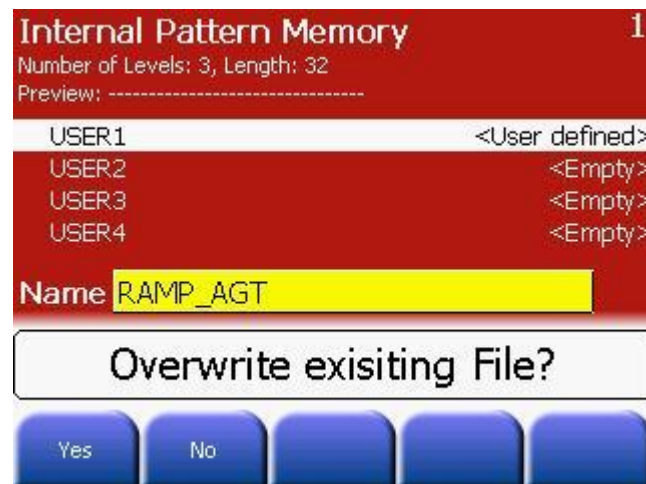 Internal Pattern Memory 1
Number of Levels: 3, Length: 32
Preview: --------------------------------
USER1 <User defined>
USER2 <Empty>
USER3 <Empty>
USER4 <Empty>
Name RAMP_AGT
Overwrite exisiting File?
Yes No